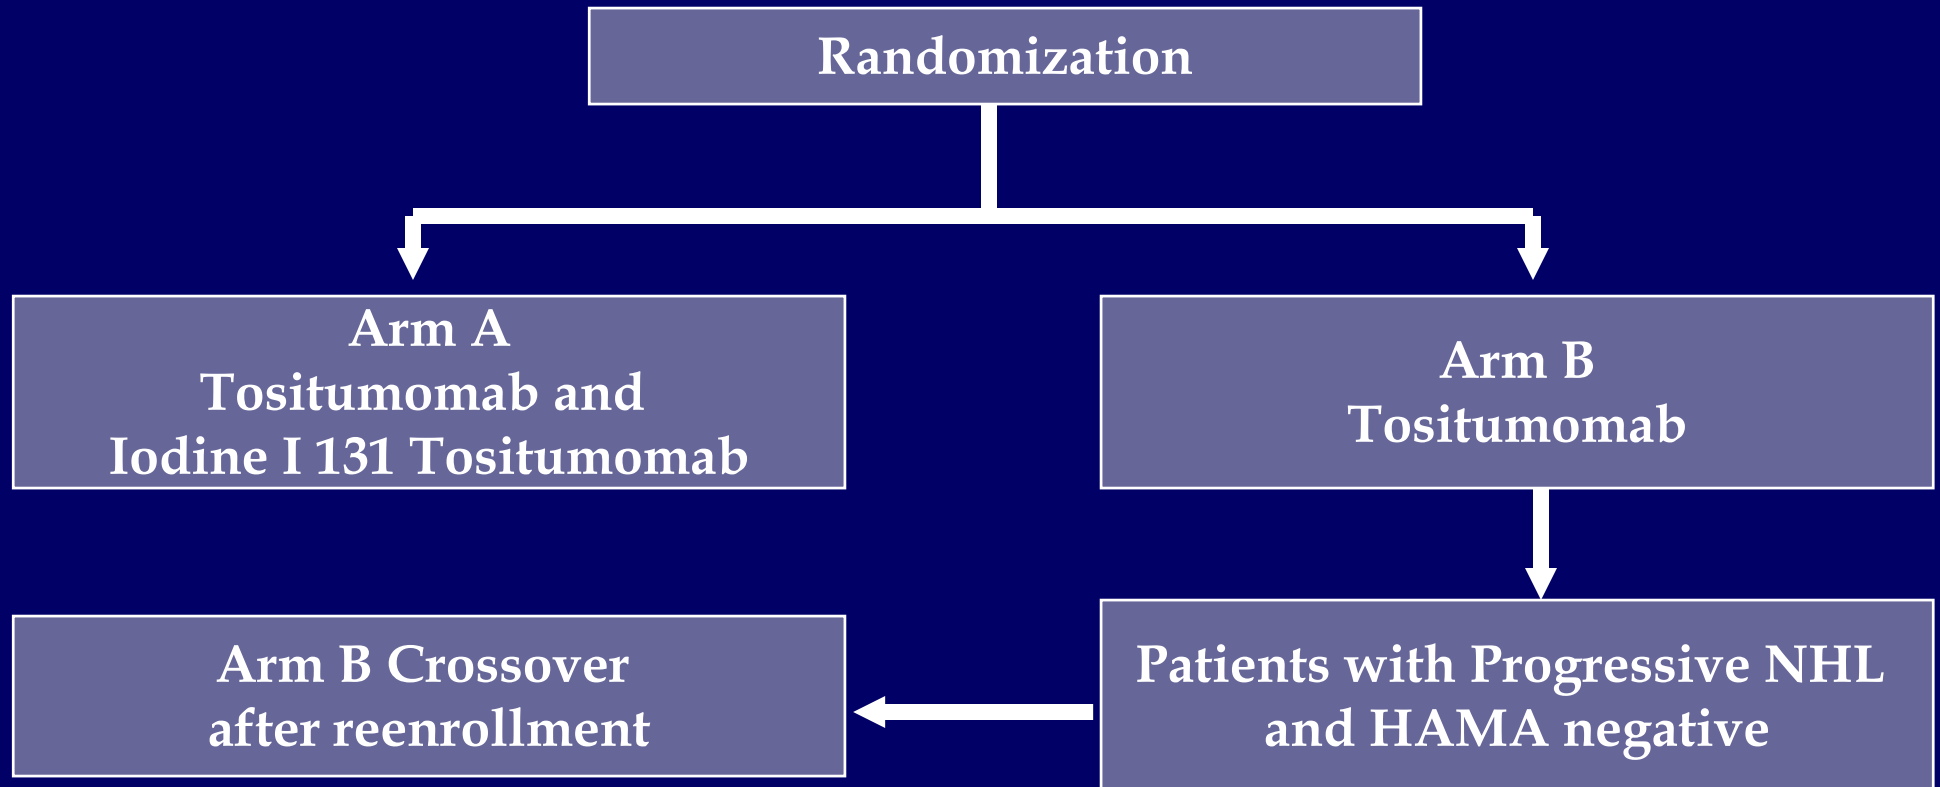 Randomization
Arm A
Tositumomab and
Iodine I 131 Tositumomab
Arm B
Tositumomab
Arm B Crossover
after reenrollment
Patients with Progressive NHL
and HAMA negative